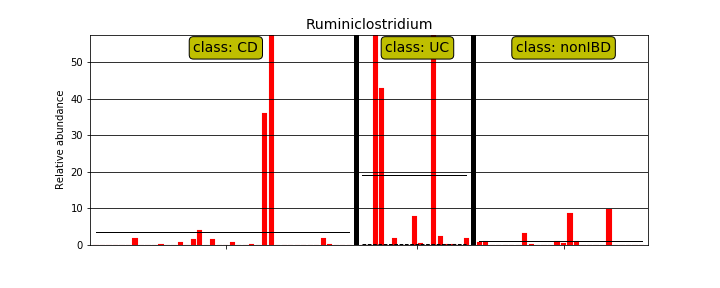 Ruminiclostridium
class: CD
class: UC
class: nonIBD
50
40
30
20
10
0
Relative abundance